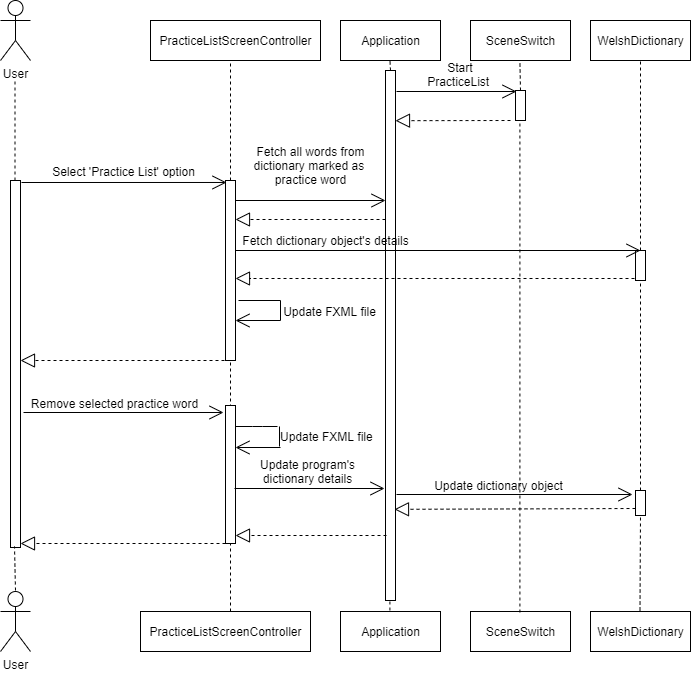 PracticeListScreenController
Application
SceneSwitch
WelshDictionary
User
Start
PracticeList
Fetch all words from
dictionary marked as
practice word
Select 'Practice List' option
Fetch dictionary object's details
Update FXML file
Remove selected practice word
Update FXML file
Update program's
dictionary details
Update dictionary object
PracticeListScreenController
Application
SceneSwitch
WelshDictionary
User